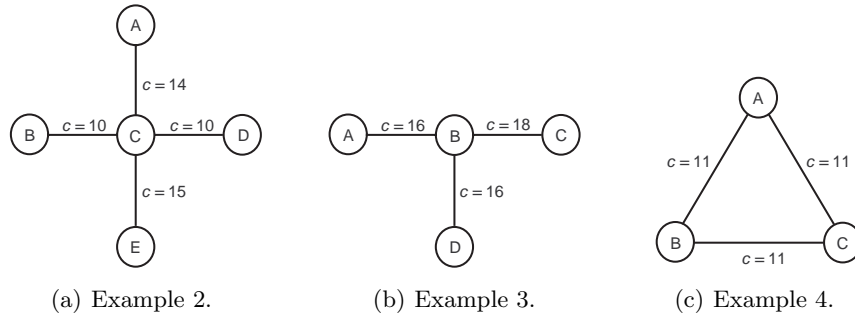 A
c = 14
B
c = 10
C
c = 10
D
c = 15
E
(a) Example 2.
A
c = 16
B
c = 18
C
c = 16
D
(b) Example 3.
A
c = 11
c = 11
B
C
c = 11
(c) Example 4.